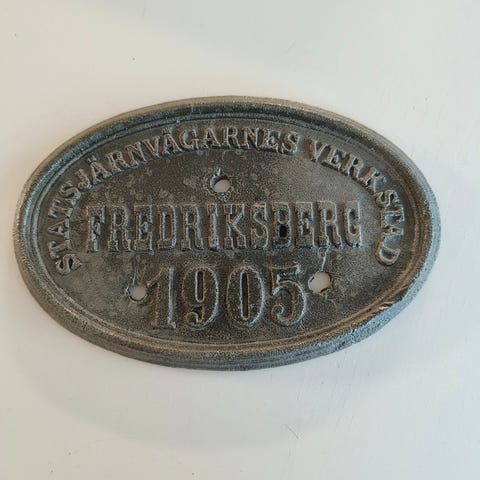 STATSJÄRNVÄGARNES VERKSTAD
FREDRIKSBERG
1905